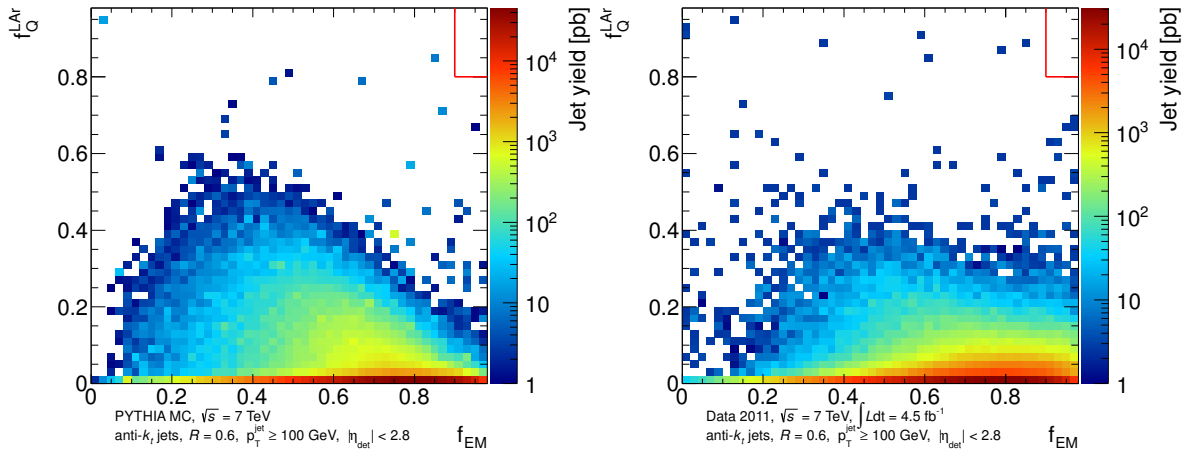 f_Q^LAr
0.8
0.6
0.4
0.2
0
0 0.2 0.4 0.6 0.8
f_EM
10^4
10^3
10^2
10
1
Jet yield [pb]
PYTHIA MC, √s = 7 TeV
anti-k_t jets, R = 0.6, p_T^jet ≥ 100 GeV, |η_det| < 2.8
f_Q^LAr
0.8
0.6
0.4
0.2
0
0 0.2 0.4 0.6 0.8
f_EM
10^4
10^3
10^2
10
1
Jet yield [pb]
Data 2011, √s = 7 TeV, ∫ Ldt = 4.5 fb^-1
anti-k_t jets, R = 0.6, p_T^jet ≥ 100 GeV, |η_det| < 2.8